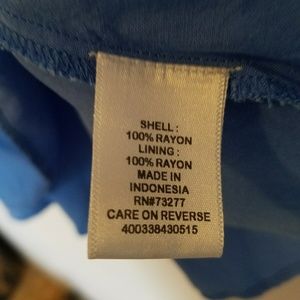 SHELL :
100% RAYON
LINING :
100% RAYON
MADE IN
INDONESIA
RN#73277
CARE ON REVERSE
400338430515